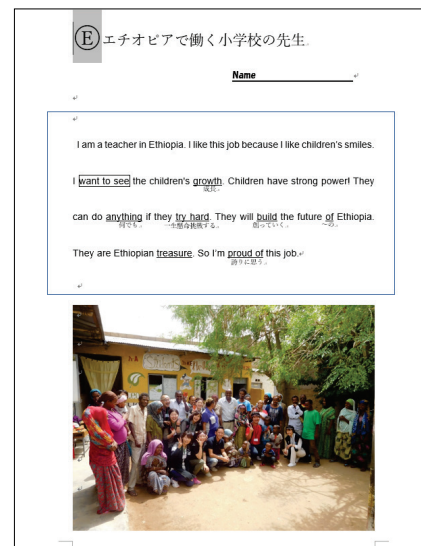 Ⓔエチオピアで働く小学校の先生
Name
I am a teacher in Ethiopia. I like this job because I like children's smiles.
I want to see the children's growth. Children have strong power! They
成長
can do anything if they try hard. They will build the future of Ethiopia.
何でも 一生懸命挑戦する 創っていく ～の
They are Ethiopian treasure. So I'm proud of this job.
誇りに思う